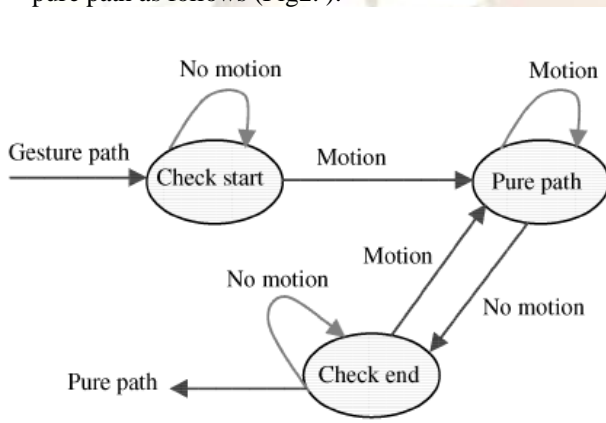 pure path as follows (Fig2. ).
No motion
Motion
Gesture path
Check start
Motion
Pure path
Motion
No motion
No motion
Check end
Pure path